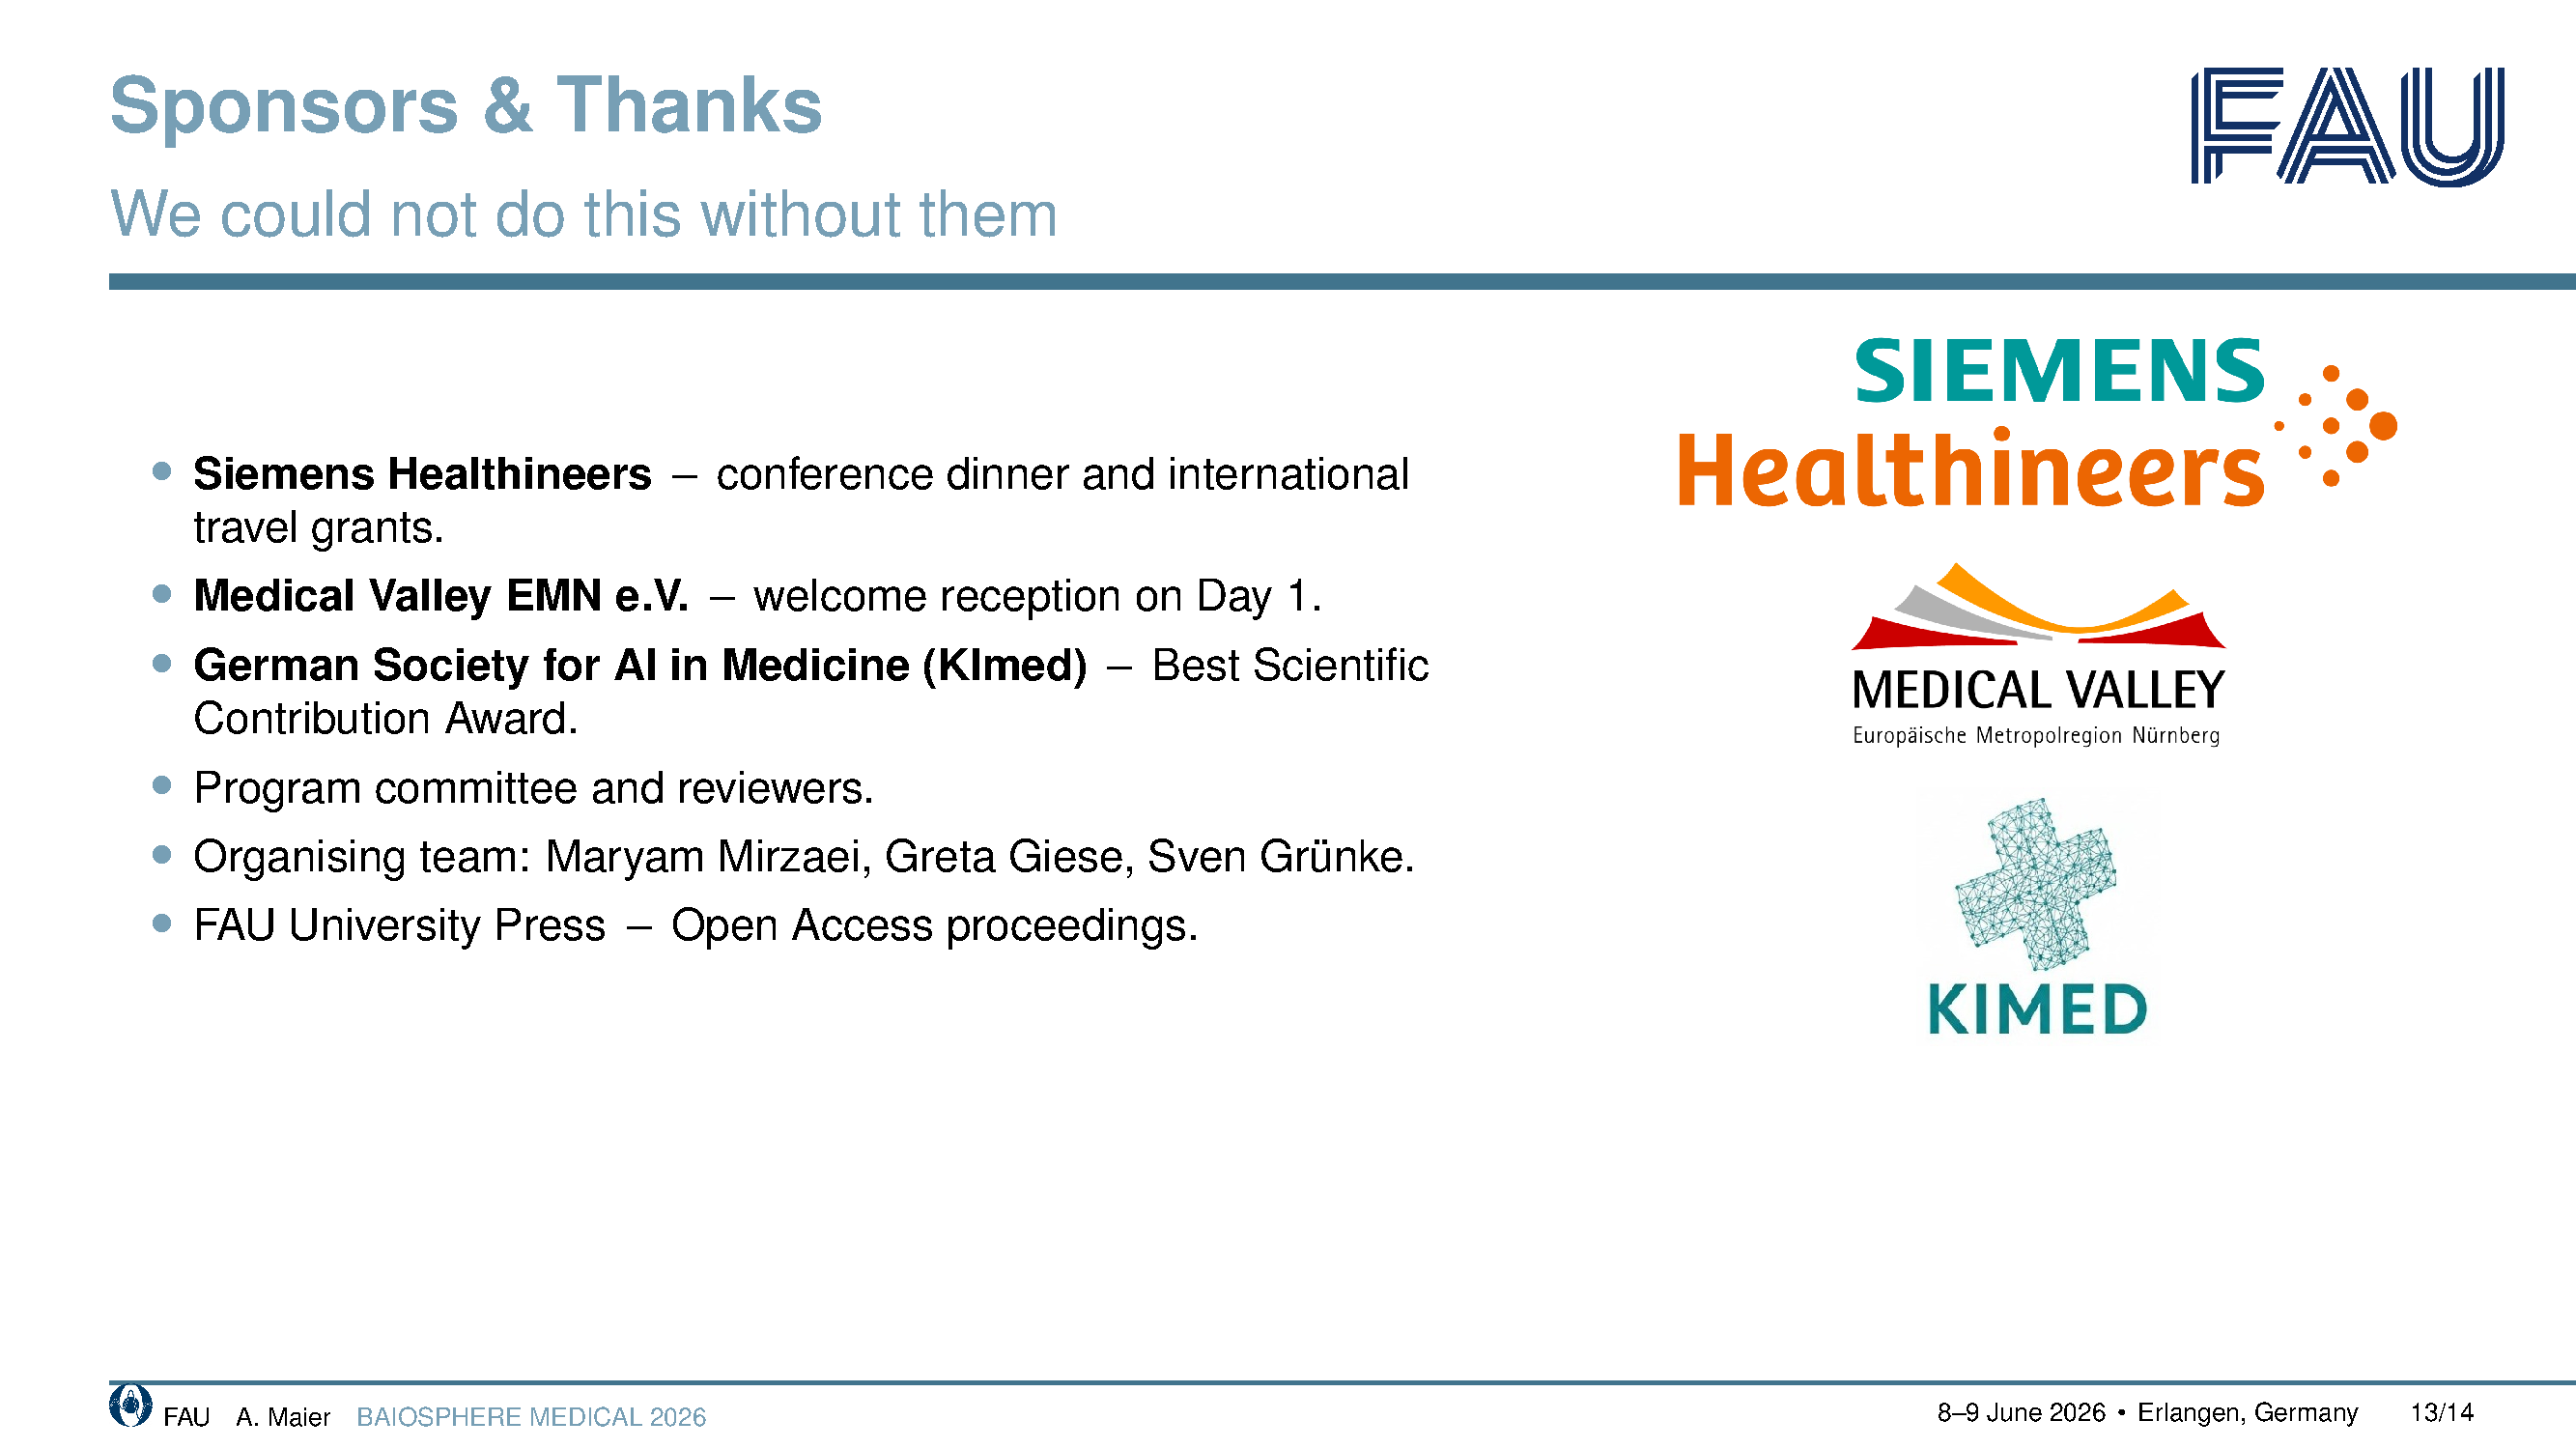 Sponsors & Thanks
FAU
We could not do this without them
• Siemens Healthineers – conference dinner and international
travel grants.
• Medical Valley EMN e.V. – welcome reception on Day 1.
• German Society for AI in Medicine (KImed) – Best Scientific
Contribution Award.
• Program committee and reviewers.
• Organising team: Maryam Mirzaei, Greta Giese, Sven Grünke.
• FAU University Press – Open Access proceedings.
SIEMENS
Healthineers
MEDICAL VALLEY
Europäische Metropolregion Nürnberg
KIMED
FAU A. Maier BAIOSPHERE MEDICAL 2026
8–9 June 2026 • Erlangen, Germany 13/14